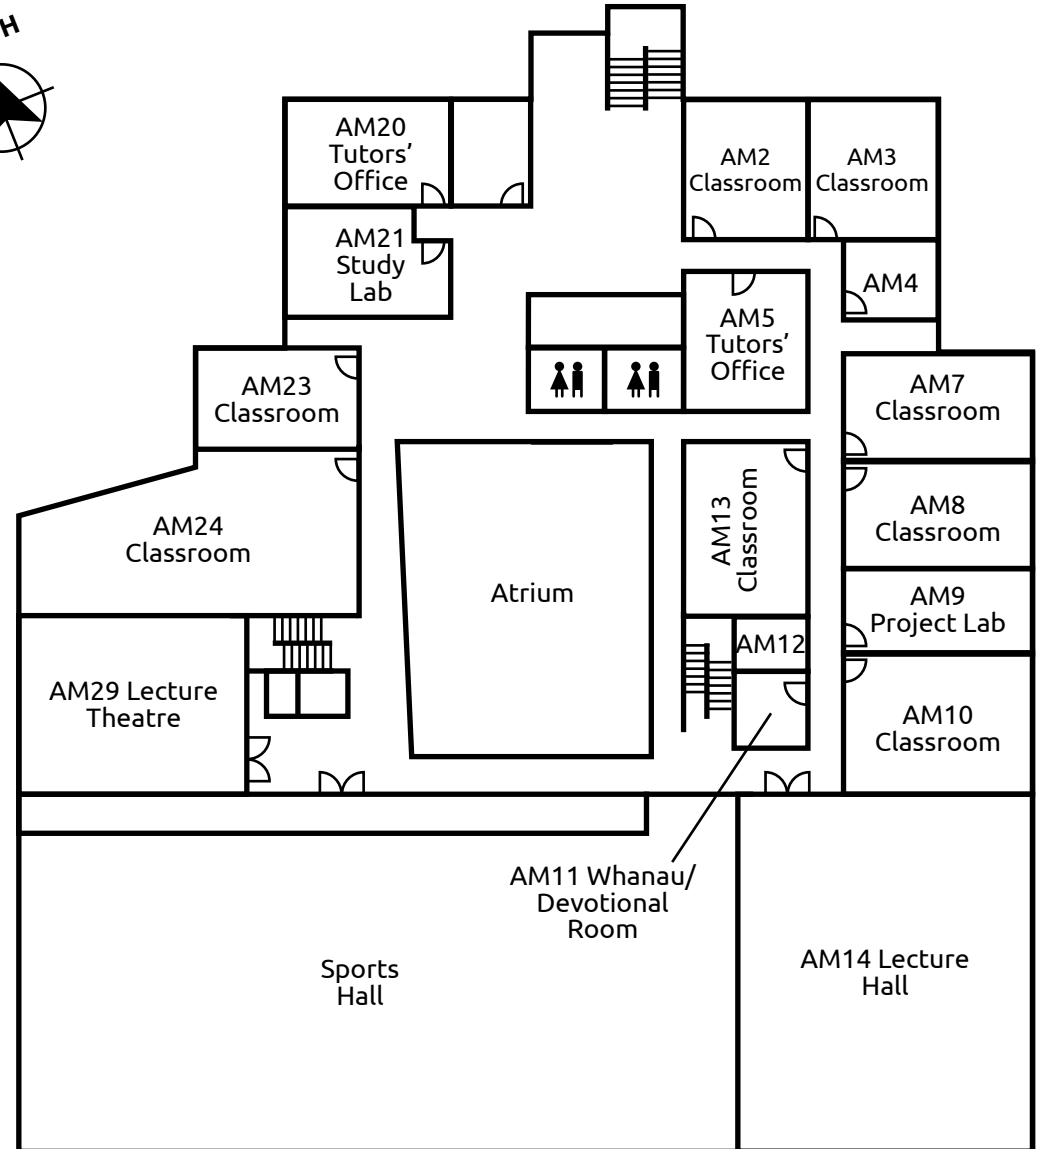 H
AM20
Tutors’
Office
AM2
Classroom
AM3
Classroom
AM21
Study
Lab
AM4
AM5
Tutors’
Office
AM23
Classroom
AM7
Classroom
AM13
Classroom
AM8
Classroom
AM24
Classroom
Atrium
AM9
Project Lab
AM12
AM29 Lecture
Theatre
AM10
Classroom
AM11 Whanau/
Devotional
Room
Sports
Hall
AM14 Lecture
Hall